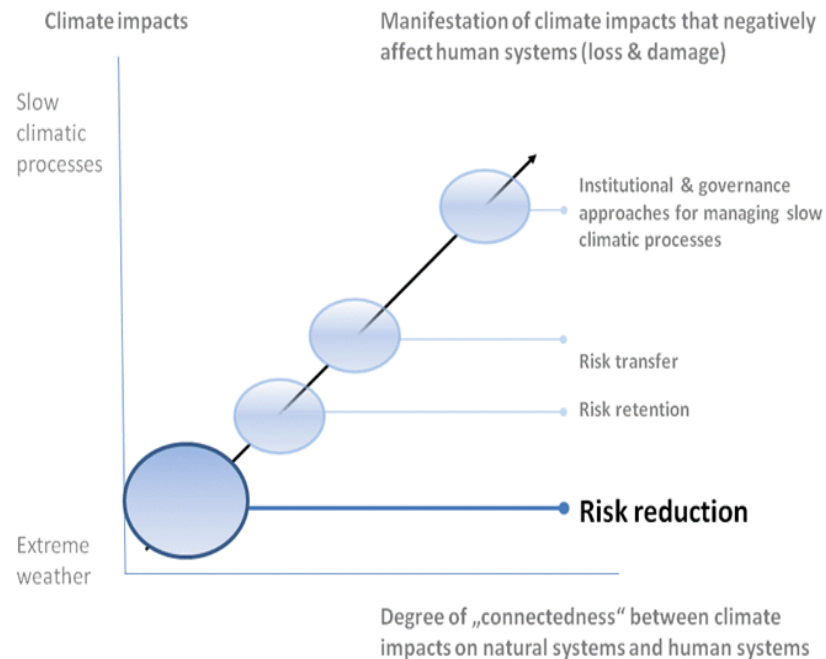 Climate impacts
Manifestation of climate impacts that negatively
affect human systems (loss & damage)
Slow
climatic
processes
Institutional & governance
approaches for managing slow
climatic processes
Risk transfer
Risk retention
Risk reduction
Extreme
weather
Degree of „connectedness“ between climate
impacts on natural systems and human systems